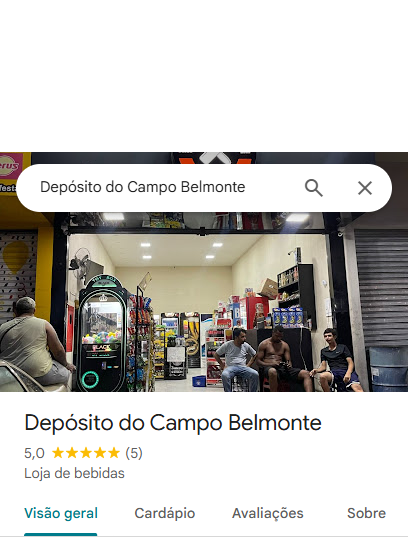 Depósito do Campo Belmonte
BLACK
Depósito do Campo Belmonte
5,0 (5)
Loja de bebidas
Visão geral Cardápio Avaliações Sobre